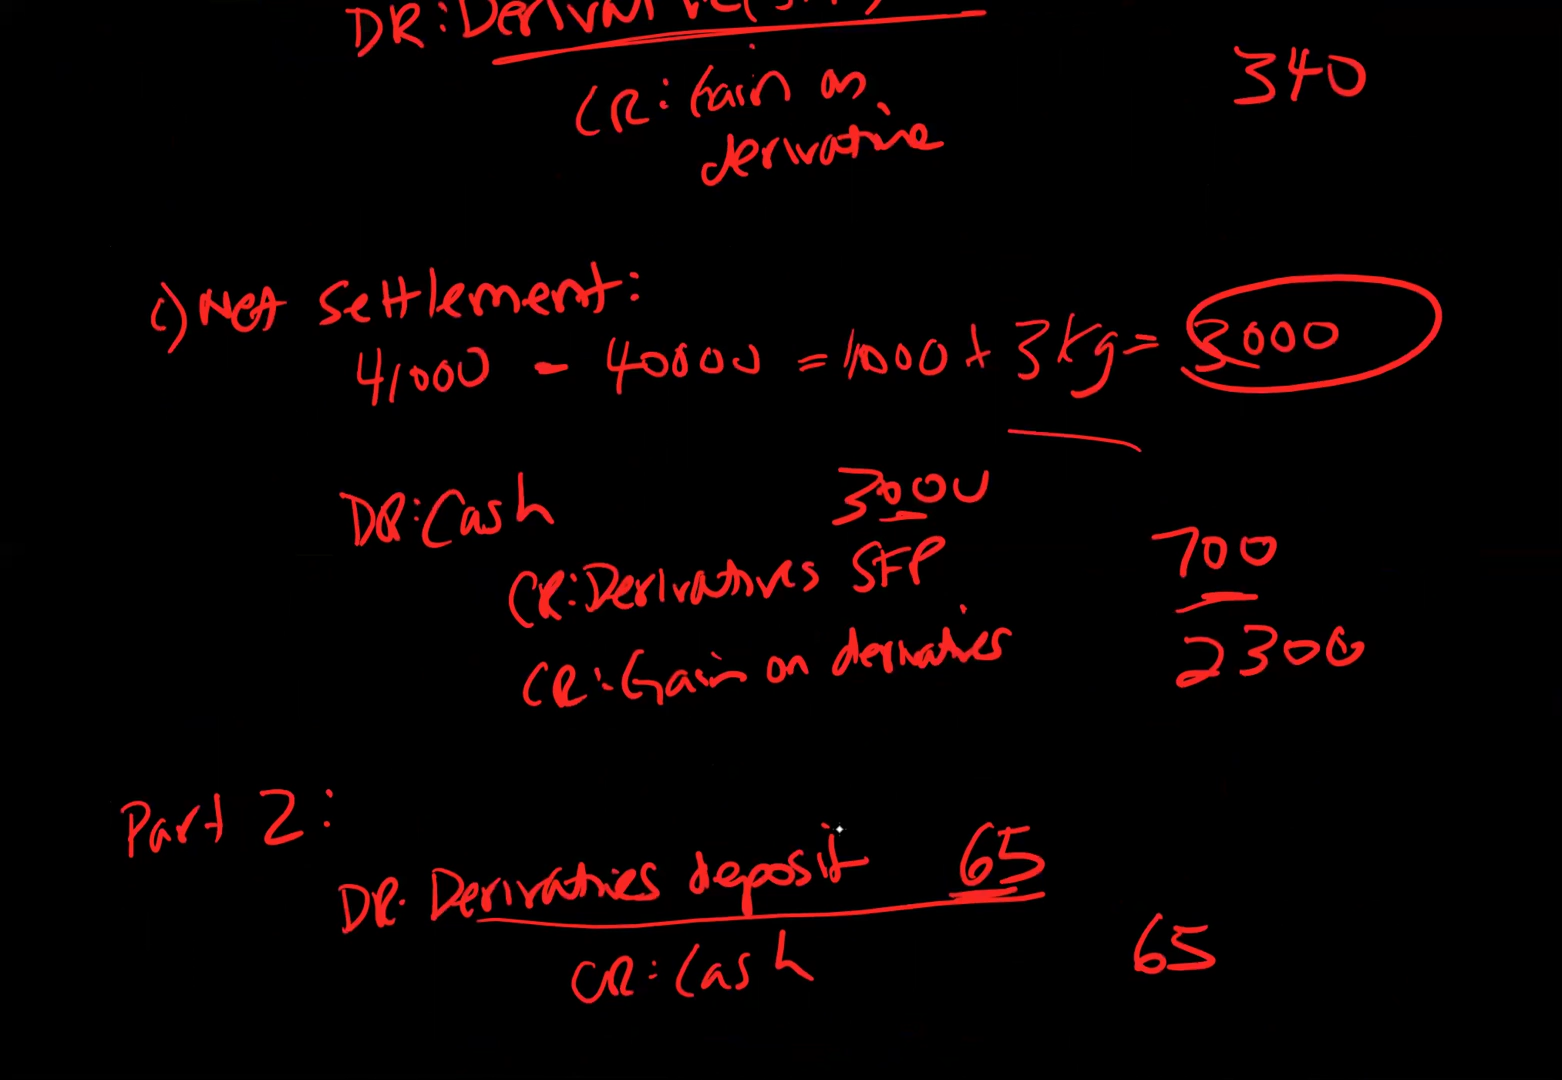 DR: Derivative (SFP)
CR: Gain on 340
derivative
c) Net Settlement:
41000 - 40000 = 1000 x 3kg = 3000
DR: Cash 3000
CR: Derivatives SFP 700
CR: Gain on derivatives 2300
Part 2:
DR. Derivatives deposit 65
CR: Cash 65